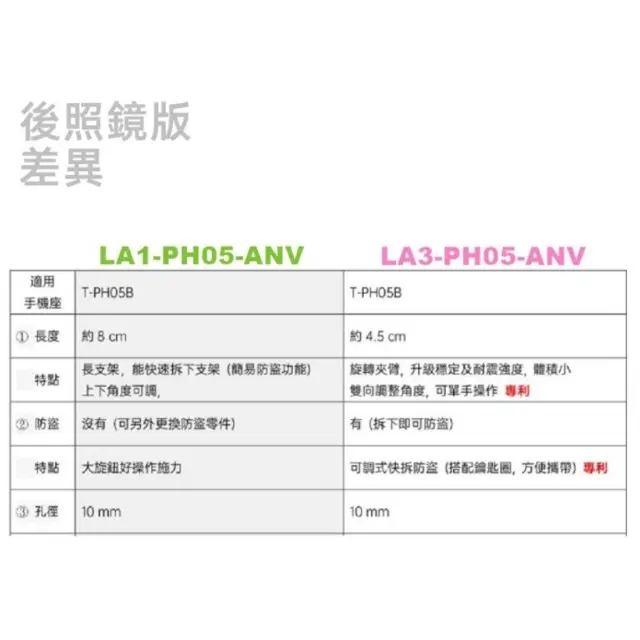 後照鏡版
差異
LA1-PH05-ANV
LA3-PH05-ANV
適用
手機座
T-PH05B
T-PH05B
① 長度
約 8 cm
約 4.5 cm
特點
長支架, 能快速拆下支架 (簡易防盜功能)
上下角度可調,
旋轉夾臂, 升級穩定及耐震強度, 體積小
雙向調整角度, 可單手操作 專利
② 防盜
沒有 (可另外更換防盜零件)
有 (拆下即可防盜)
特點
大旋鈕好操作施力
可調式快拆防盜 (搭配鑰匙圈, 方便攜帶) 專利
③ 孔徑
10 mm
10 mm